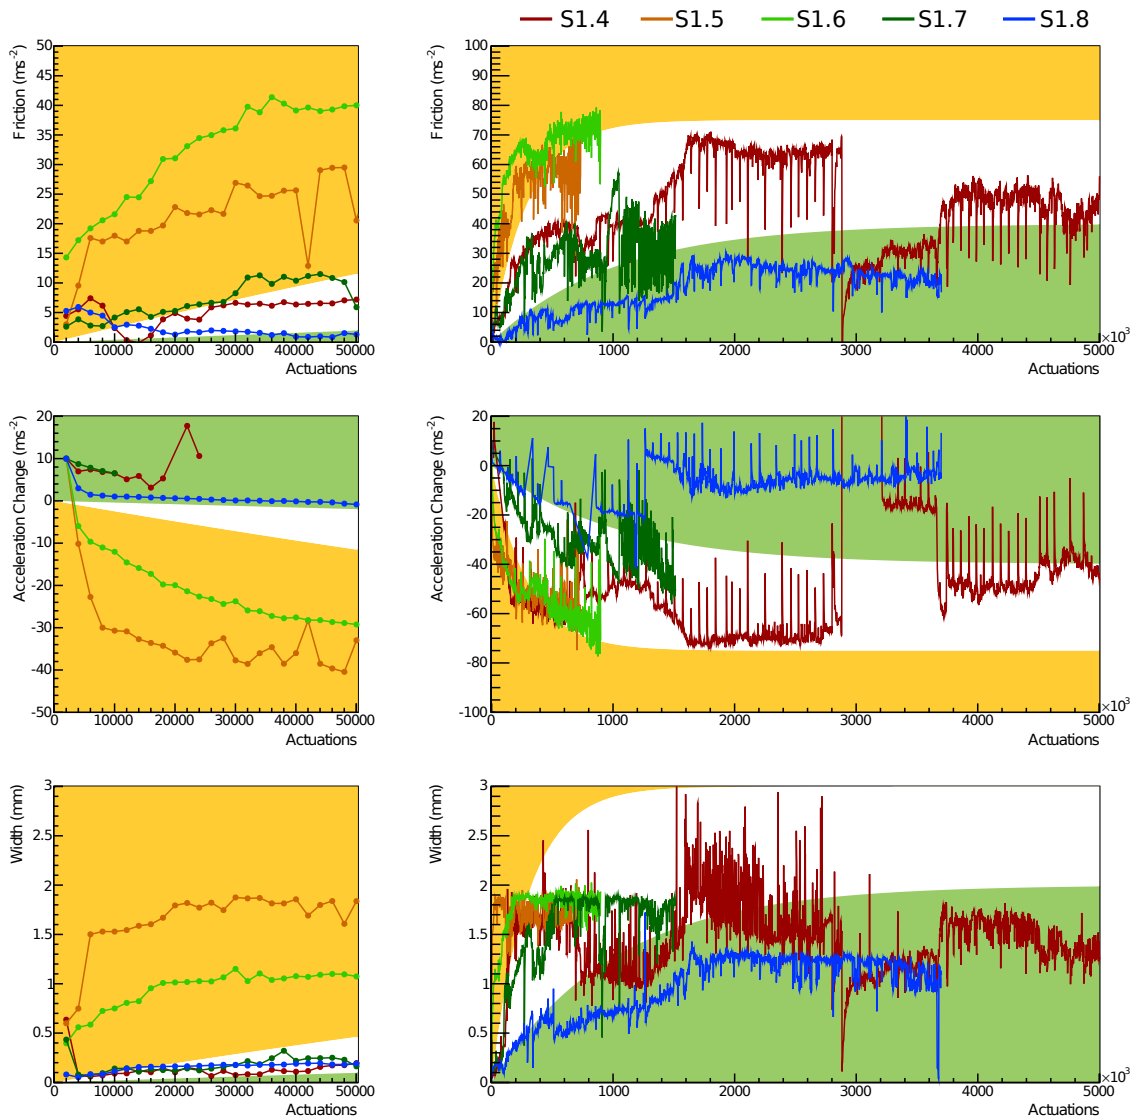 S1.4 S1.5 S1.6 S1.7 S1.8
Friction (ms⁻²)
50
45
40
35
30
25
20
15
10
5
0
0 10000 20000 30000 40000 50000
Actuations
Friction (ms⁻²)
100
90
80
70
60
50
40
30
20
10
0
0 1000 2000 3000 4000 5000
×10³
Actuations
Acceleration Change (ms⁻²)
20
10
0
-10
-20
-30
-40
-50
0 10000 20000 30000 40000 50000
Actuations
Acceleration Change (ms⁻²)
20
0
-20
-40
-60
-80
-100
0 1000 2000 3000 4000 5000
×10³
Actuations
Width (mm)
3
2.5
2
1.5
1
0.5
0
0 10000 20000 30000 40000 50000
Actuations
Width (mm)
3
2.5
2
1.5
1
0.5
0
0 1000 2000 3000 4000 5000
×10³
Actuations